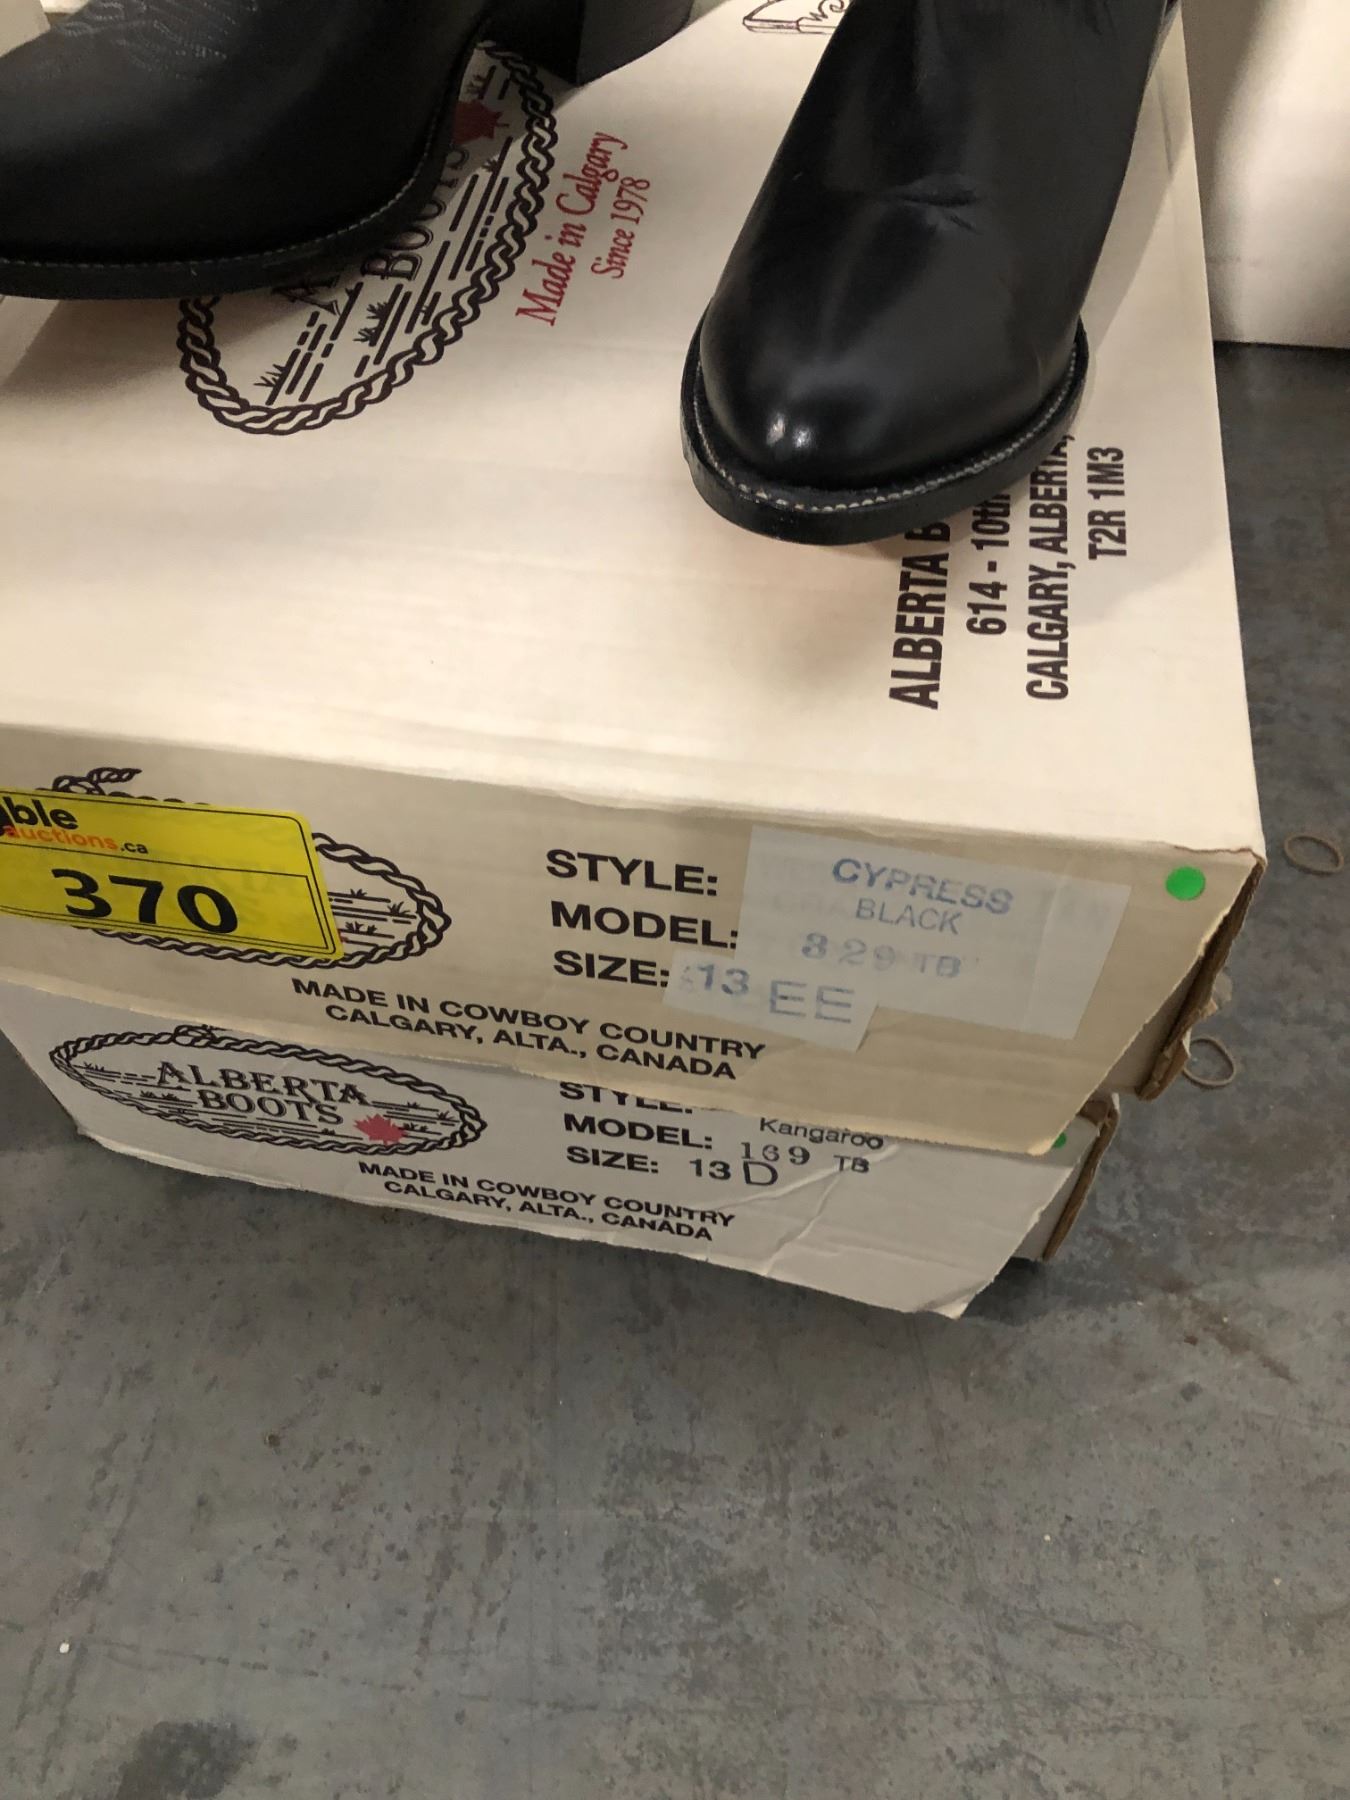 BOOTS
Made in Calgary
Since 1978
ALBERTA B
614 - 10th
CALGARY, ALBERTA,
T2R 1M3
ble
auctions.ca
370
STYLE: CYPRESS
BLACK
MODEL: 829 TB
SIZE: 13 EE
MADE IN COWBOY COUNTRY
CALGARY, ALTA., CANADA
ALBERTA
BOOTS
STYLE:
Kangaroo
MODEL: 169 TB
SIZE: 13 D
MADE IN COWBOY COUNTRY
CALGARY, ALTA., CANADA